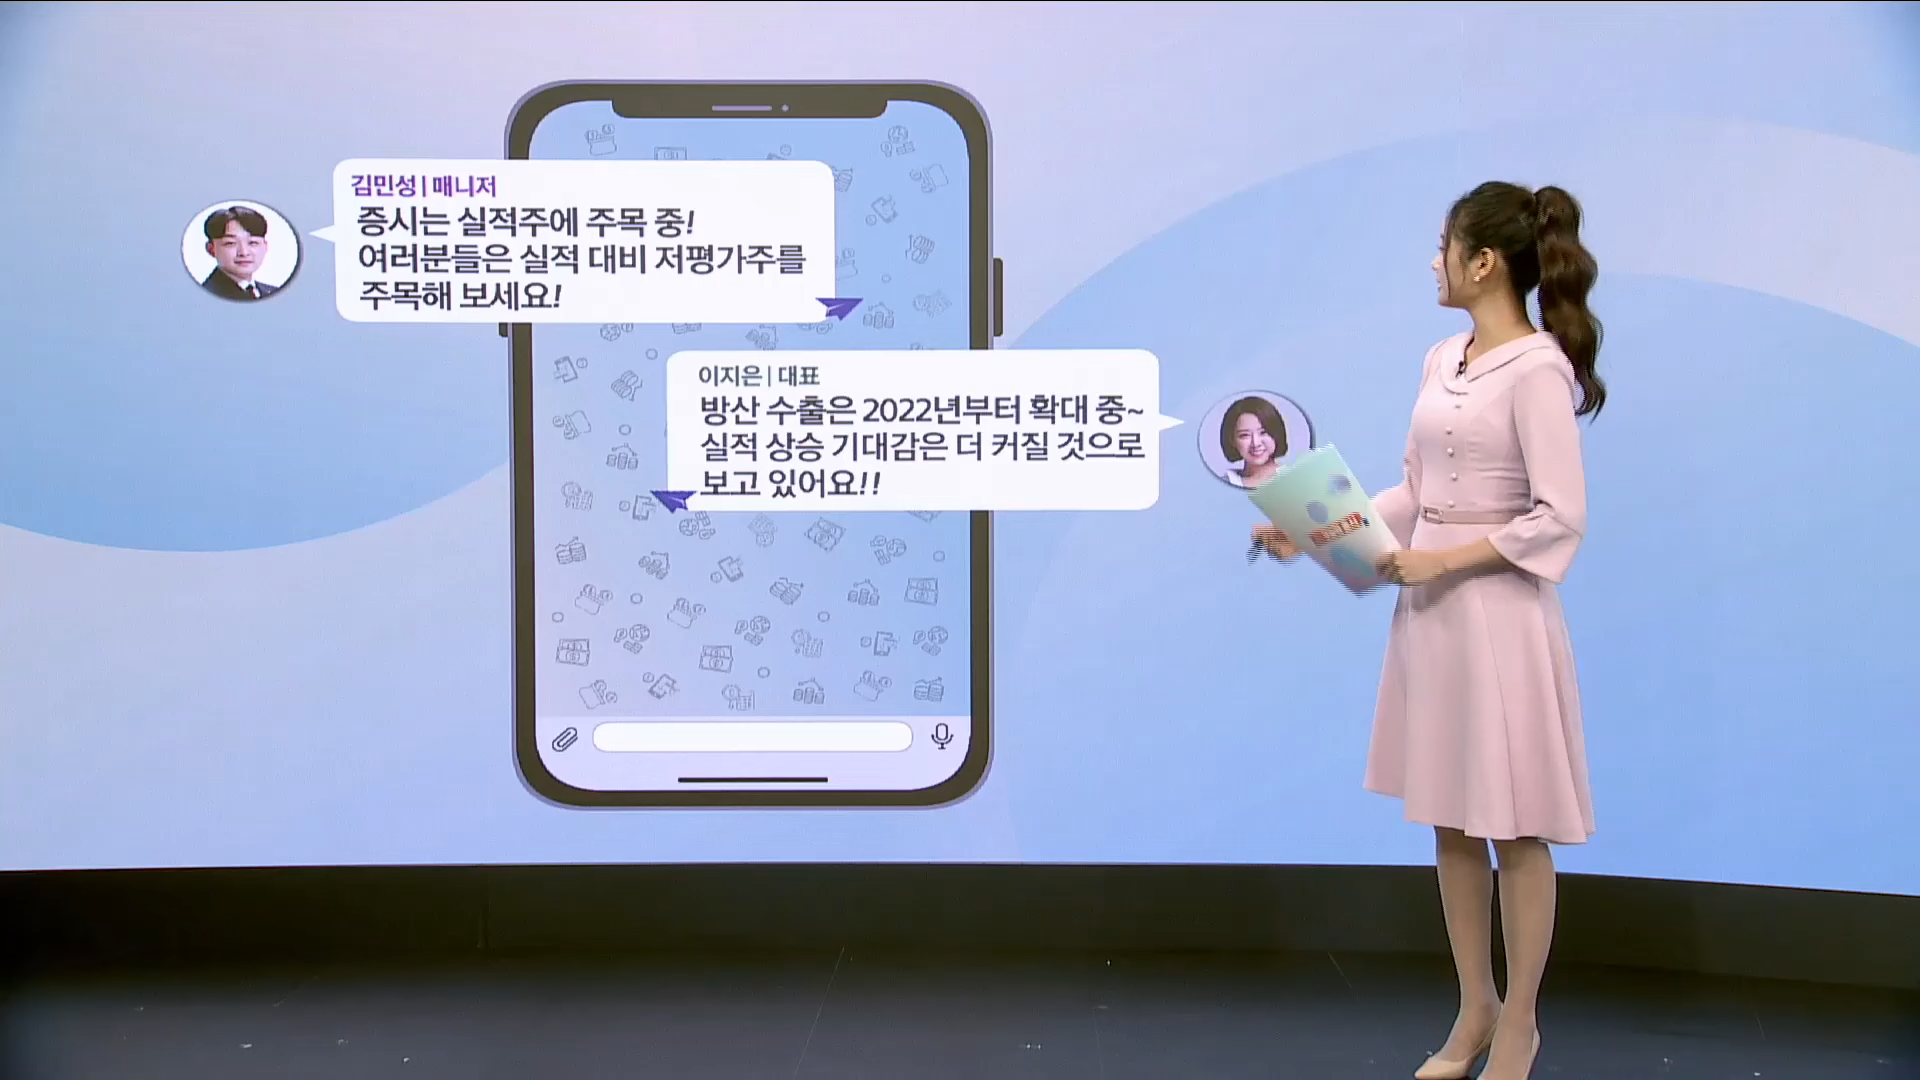 김민성 | 매니저
증시는 실적주에 주목 중!
여러분들은 실적 대비 저평가주를
주목해 보세요!
이지은 | 대표
방산 수출은 2022년부터 확대 중~
실적 상승 기대감은 더 커질 것으로
보고 있어요!!